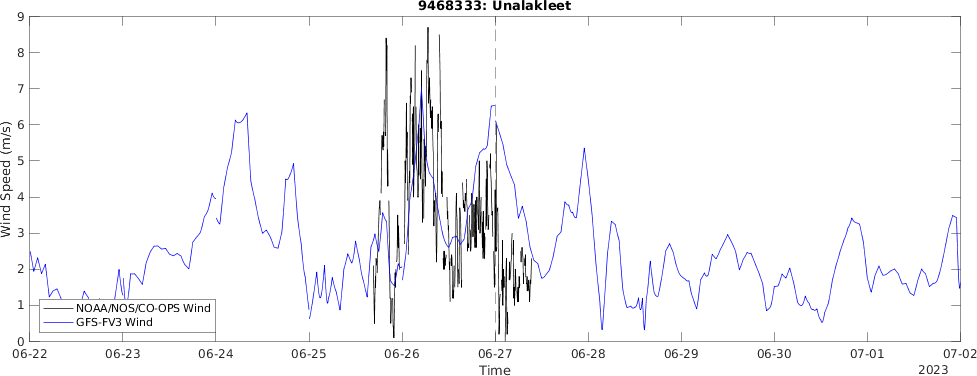 9468333: Unalakleet
9
8
7
6
5
4
3
2
1
0
Wind Speed (m/s)
NOAA/NOS/CO-OPS Wind
GFS-FV3 Wind
06-22 06-23 06-24 06-25 06-26 06-27 06-28 06-29 06-30 07-01 07-02
Time
2023